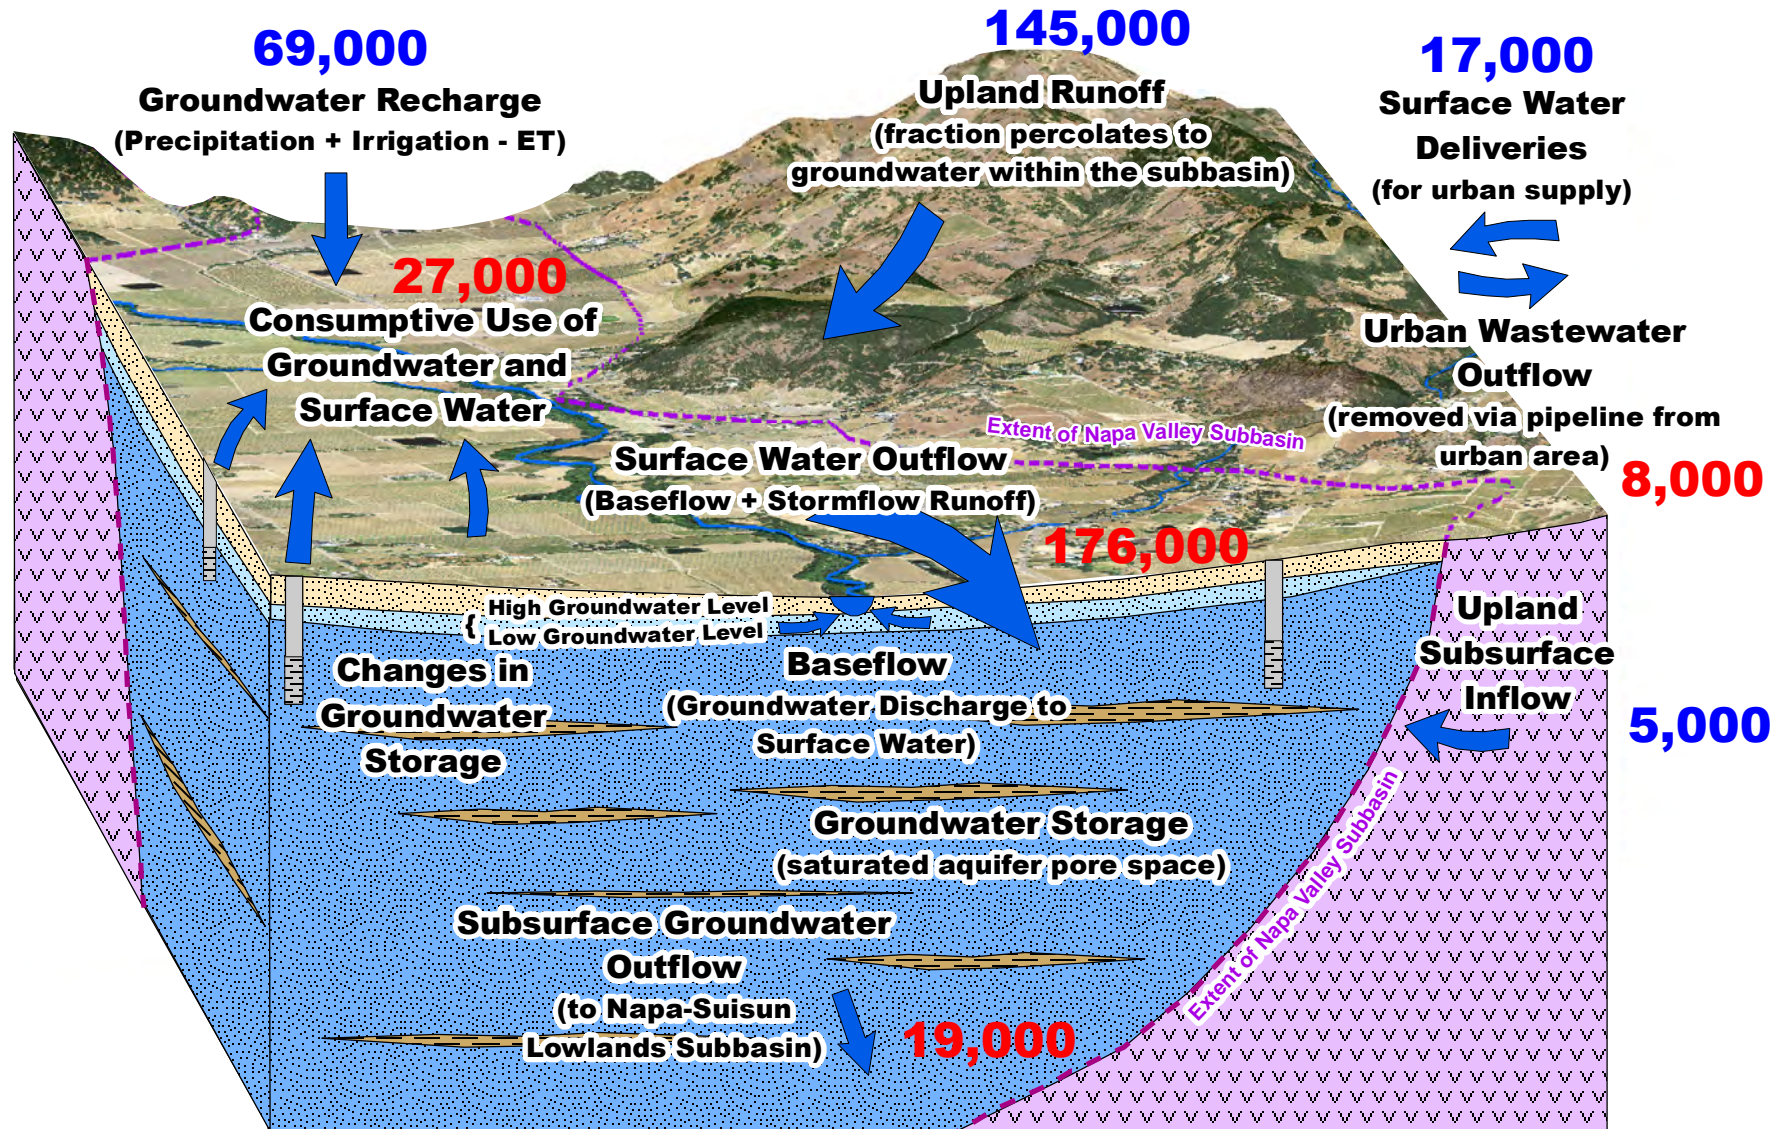 69,000
Groundwater Recharge
(Precipitation + Irrigation - ET)
145,000
Upland Runoff
(fraction percolates to
groundwater within the subbasin)
17,000
Surface Water
Deliveries
(for urban supply)
27,000
Consumptive Use of
Groundwater and
Surface Water
Urban Wastewater
Outflow
(removed via pipeline from
urban area)
8,000
Extent of Napa Valley Subbasin
Surface Water Outflow
(Baseflow + Stormflow Runoff)
176,000
{ High Groundwater Level
Low Groundwater Level
Changes in
Groundwater
Storage
Baseflow
(Groundwater Discharge to
Surface Water)
Upland
Subsurface
Inflow
5,000
Groundwater Storage
(saturated aquifer pore space)
Extent of Napa Valley Subbasin
Subsurface Groundwater
Outflow
(to Napa-Suisun
Lowlands Subbasin)
19,000